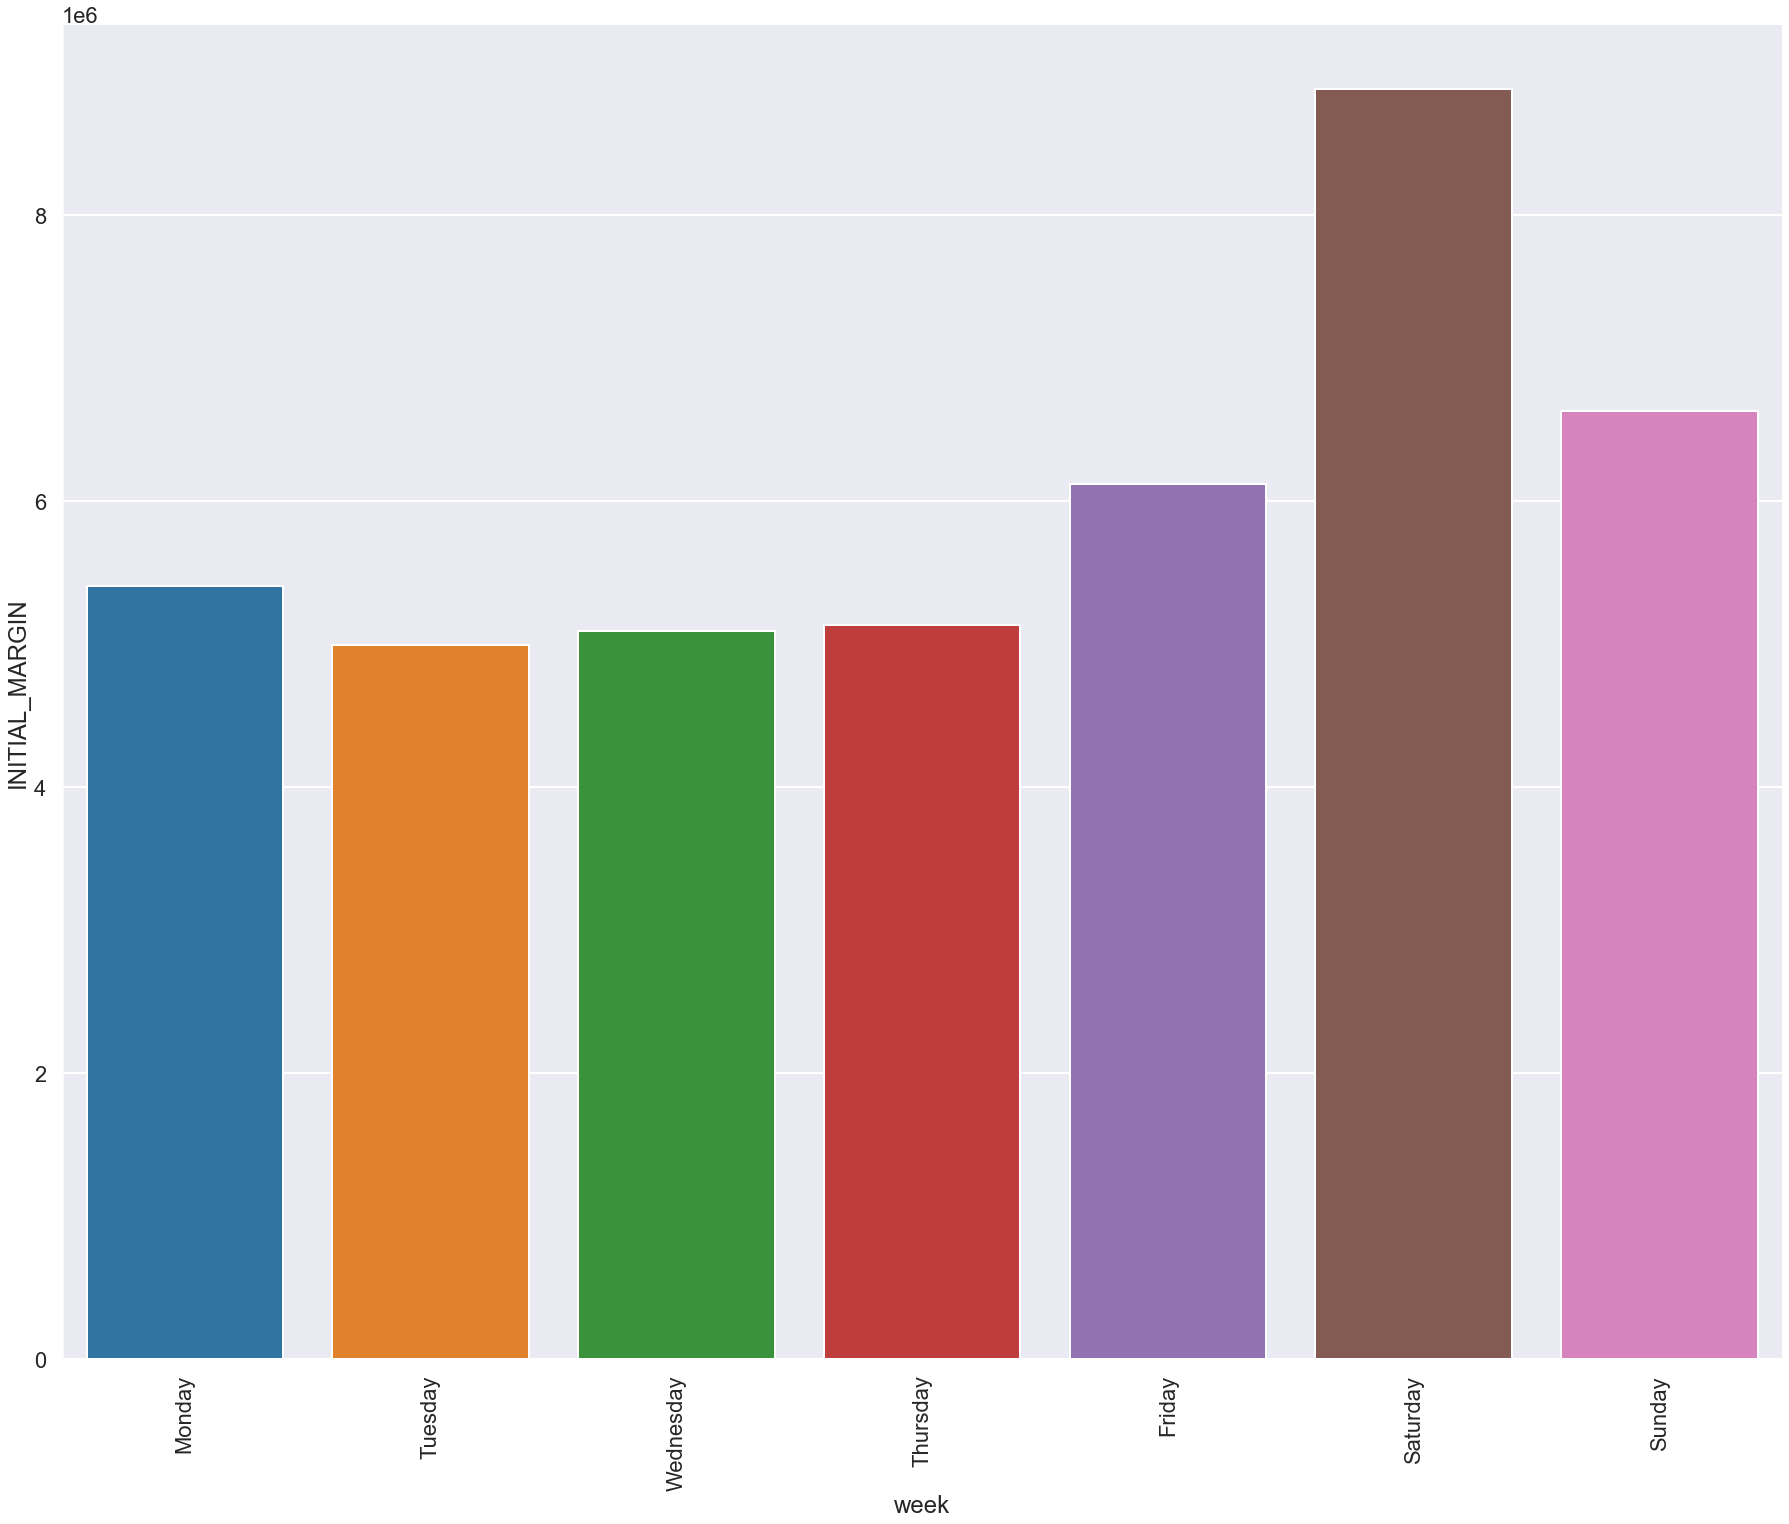 1e6
8
6
4
2
0
INITIAL_MARGIN
Monday
Tuesday
Wednesday
Thursday
Friday
Saturday
Sunday
week